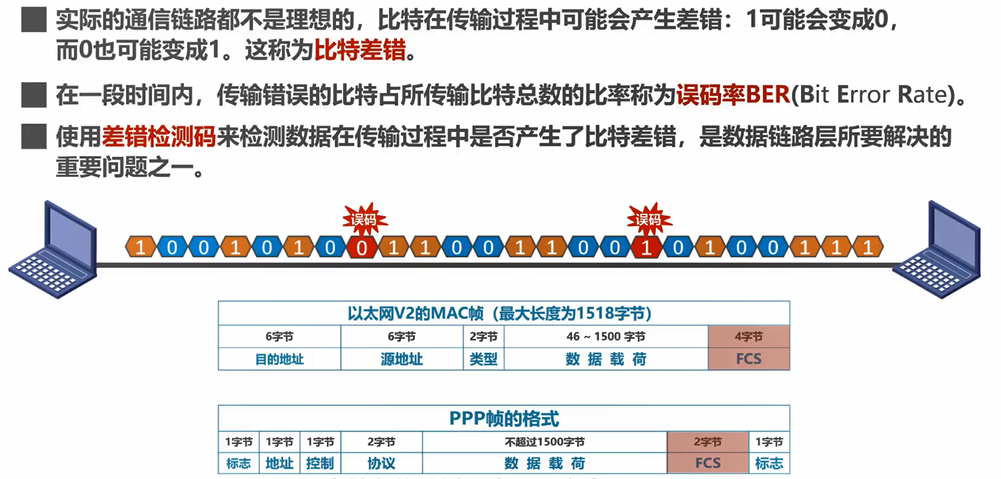 实际的通信链路都不是理想的，比特在传输过程中可能会产生差错：1可能会变成0，
而0也可能变成1。这称为比特差错。
在一段时间内，传输错误的比特占所传输比特总数的比率称为误码率BER(Bit Error Rate)。
使用差错检测码来检测数据在传输过程中是否产生了比特差错，是数据链路层所要解决的
重要问题之一。
误码 误码
1 0 0 1 0 1 0 0 1 1 0 0 1 1 0 0 1 0 1 0 0 1 1 1
以太网V2的MAC帧（最大长度为1518字节）
6字节 6字节 2字节 46 ~ 1500 字节 4字节
目的地址 源地址 类型 数 据 载 荷 FCS
PPP帧的格式
1字节 1字节 1字节 2字节 不超过1500字节 2字节 1字节
标志 地址 控制 协议 数 据 载 荷 FCS 标志